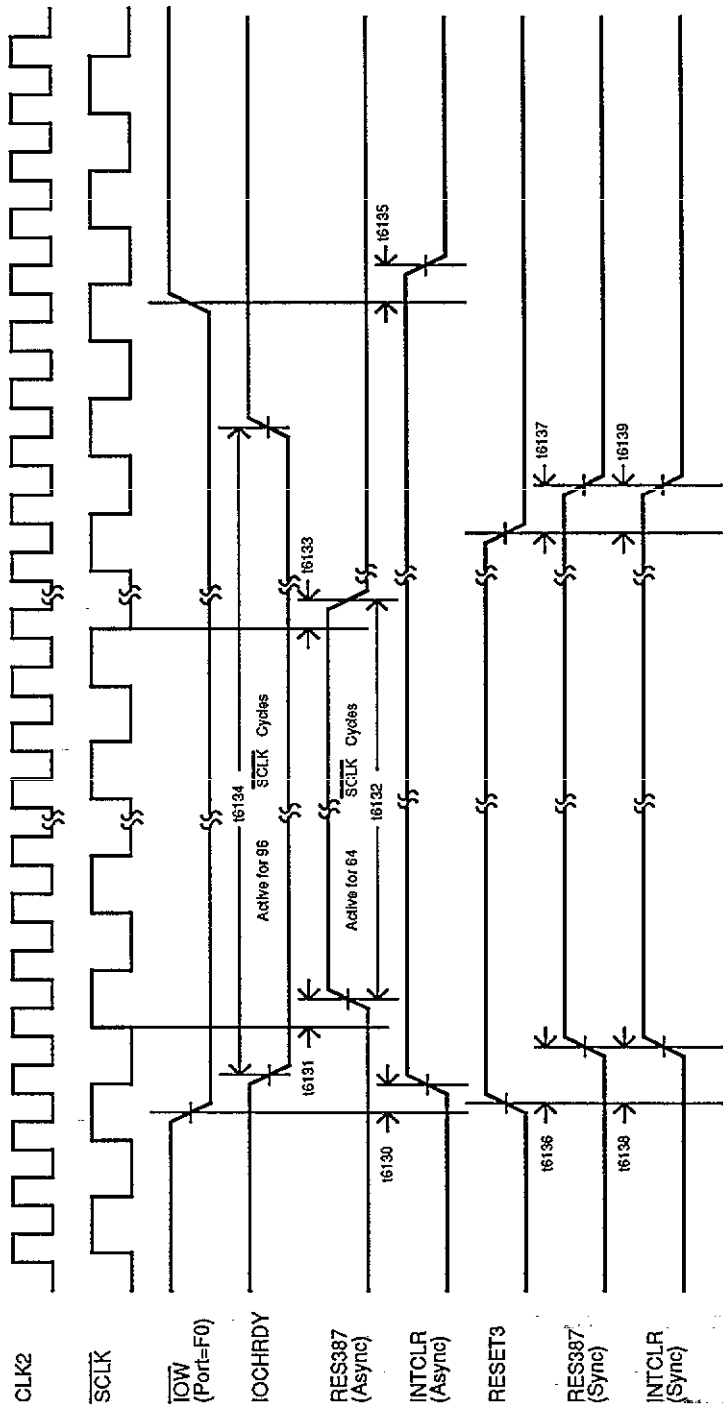 CLK2
SCLK
IOW
(Port=F0)
IOCHRDY
RES387
(Async)
INTCLR
(Async)
RESET3
RES387
(Sync)
INTCLR
(Sync)
t6134
Active for 96 SCLK Cycles
t6131
t6133
Active for 64 SCLK Cycles
t6132
t6130
t6135
t6136
t6137
t6138
t6139